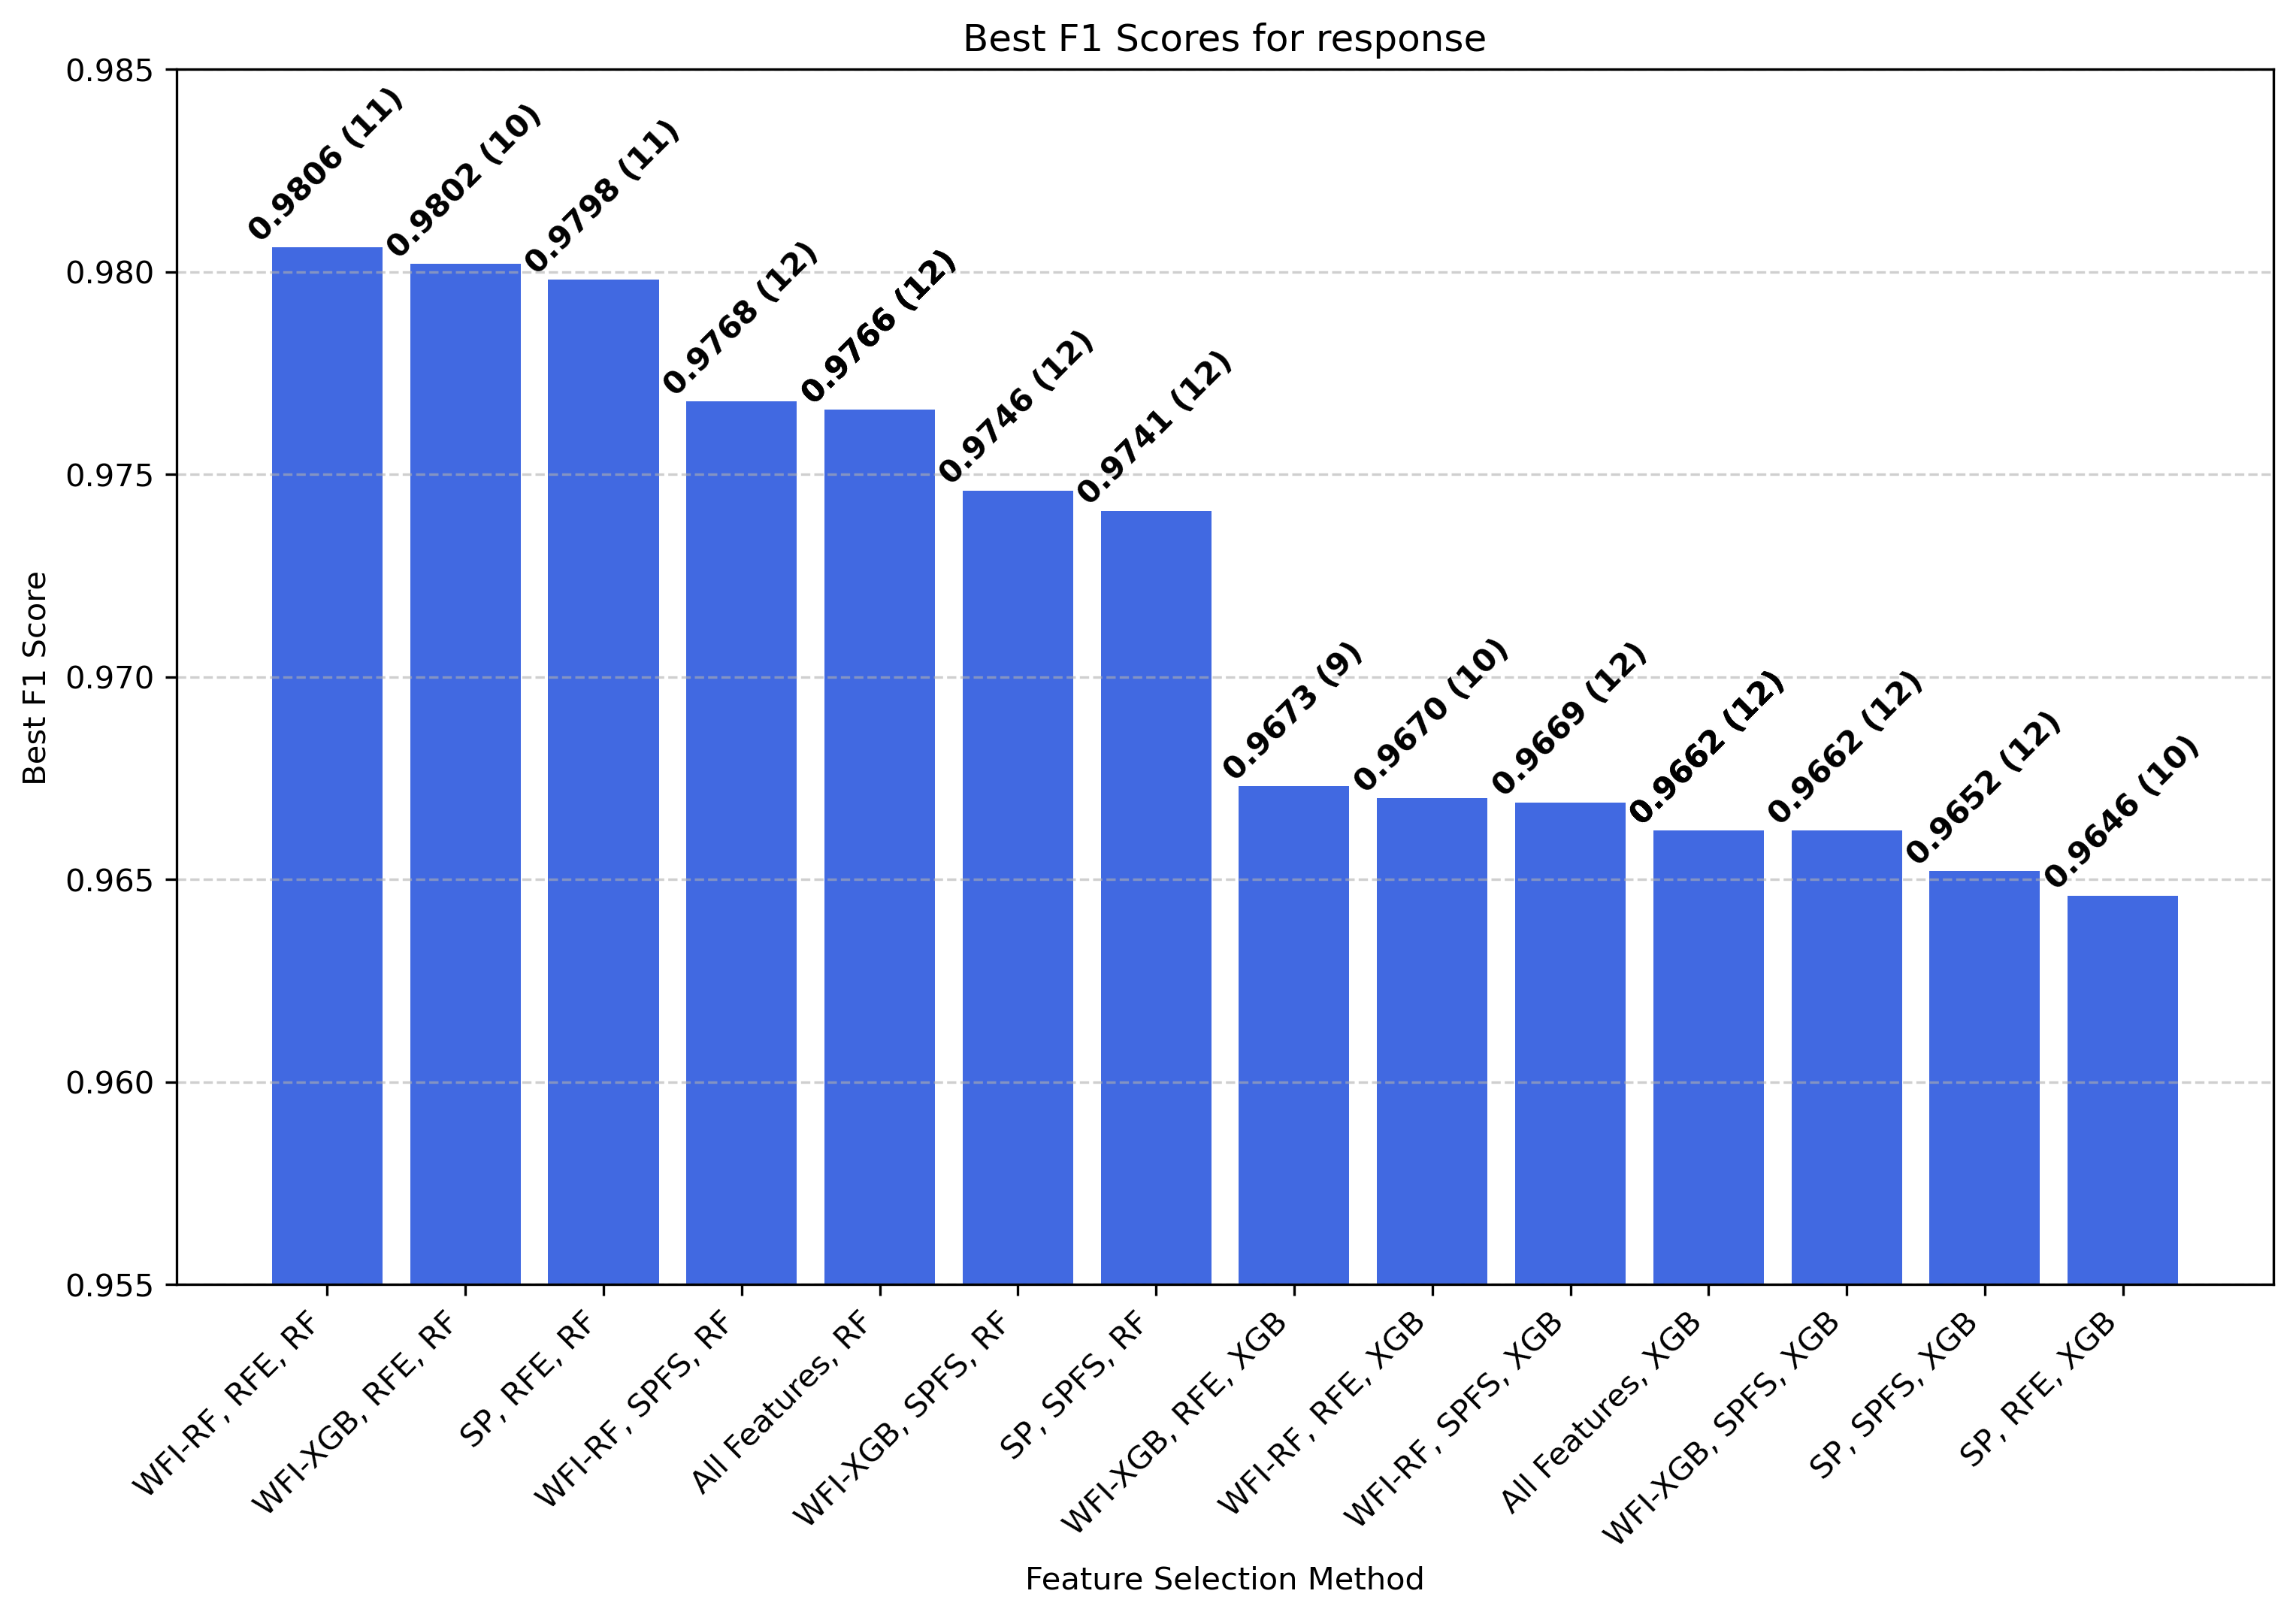 Best F1 Scores for response
Best F1 Score
0.985
0.980
0.975
0.970
0.965
0.960
0.955
0.9806 (11)
0.9802 (10)
0.9798 (11)
0.9768 (12)
0.9766 (12)
0.9746 (12)
0.9741 (12)
0.9673 (9)
0.9670 (10)
0.9669 (12)
0.9662 (12)
0.9662 (12)
0.9652 (12)
0.9646 (10)
WFI-RF, RFE, RF
WFI-XGB, RFE, RF
SP, RFE, RF
WFI-RF, SPFS, RF
All Features, RF
WFI-XGB, SPFS, RF
SP, SPFS, RF
WFI-XGB, RFE, XGB
WFI-RF, RFE, XGB
WFI-RF, SPFS, XGB
All Features, XGB
WFI-XGB, SPFS, XGB
SP, SPFS, XGB
SP, RFE, XGB
Feature Selection Method